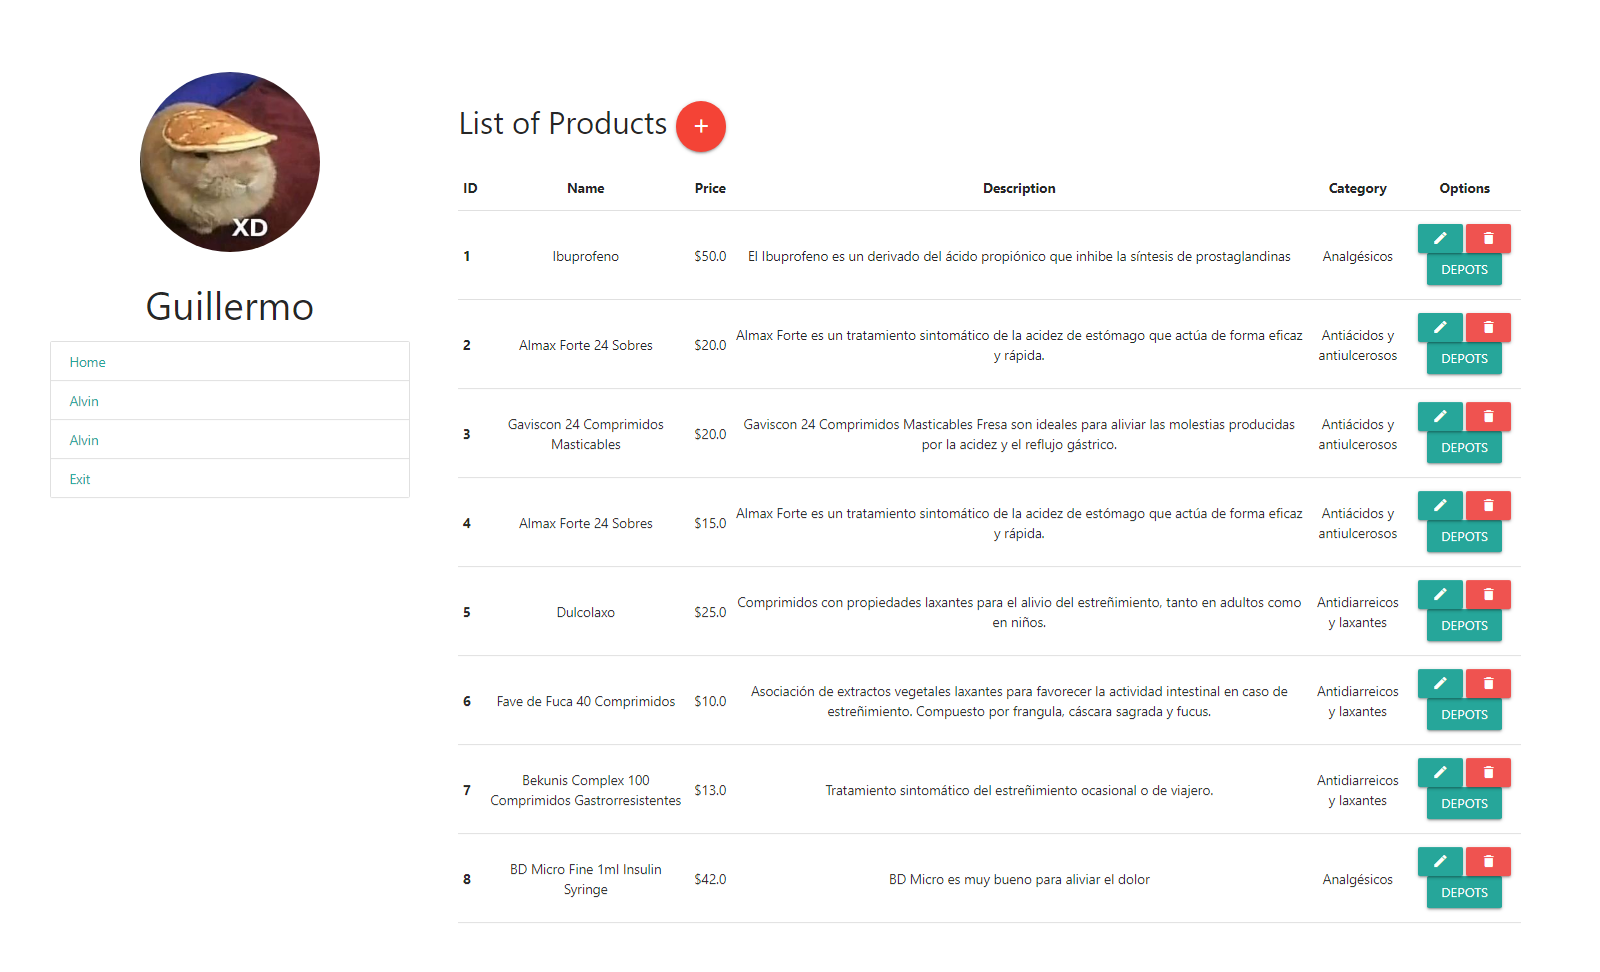 XD
Guillermo
Home
Alvin
Alvin
Exit
List of Products +
ID Name Price Description Category Options
1 Ibuprofeno $50.0 El Ibuprofeno es un derivado del ácido propiónico que inhibe la síntesis de prostaglandinas Analgésicos
DEPOTS
2 Almax Forte 24 Sobres $20.0 Almax Forte es un tratamiento sintomático de la acidez de estómago que actúa de forma eficaz
y rápida.
Antiácidos y
antiulcerosos
DEPOTS
3 Gaviscon 24 Comprimidos
Masticables
$20.0 Gaviscon 24 Comprimidos Masticables Fresa son ideales para aliviar las molestias producidas
por la acidez y el reflujo gástrico.
Antiácidos y
antiulcerosos
DEPOTS
4 Almax Forte 24 Sobres $15.0 Almax Forte es un tratamiento sintomático de la acidez de estómago que actúa de forma eficaz
y rápida.
Antiácidos y
antiulcerosos
DEPOTS
5 Dulcolaxo $25.0 Comprimidos con propiedades laxantes para el alivio del estreñimiento, tanto en adultos como
en niños.
Antidiarreicos
y laxantes
DEPOTS
6 Fave de Fuca 40 Comprimidos $10.0 Asociación de extractos vegetales laxantes para favorecer la actividad intestinal en caso de
estreñimiento. Compuesto por frangula, cáscara sagrada y fucus.
Antidiarreicos
y laxantes
DEPOTS
7 Bekunis Complex 100
Comprimidos Gastrorresistentes
$13.0 Tratamiento sintomático del estreñimiento ocasional o de viajero.
Antidiarreicos
y laxantes
DEPOTS
8 BD Micro Fine 1ml Insulin
Syringe
$42.0 BD Micro es muy bueno para aliviar el dolor Analgésicos
DEPOTS